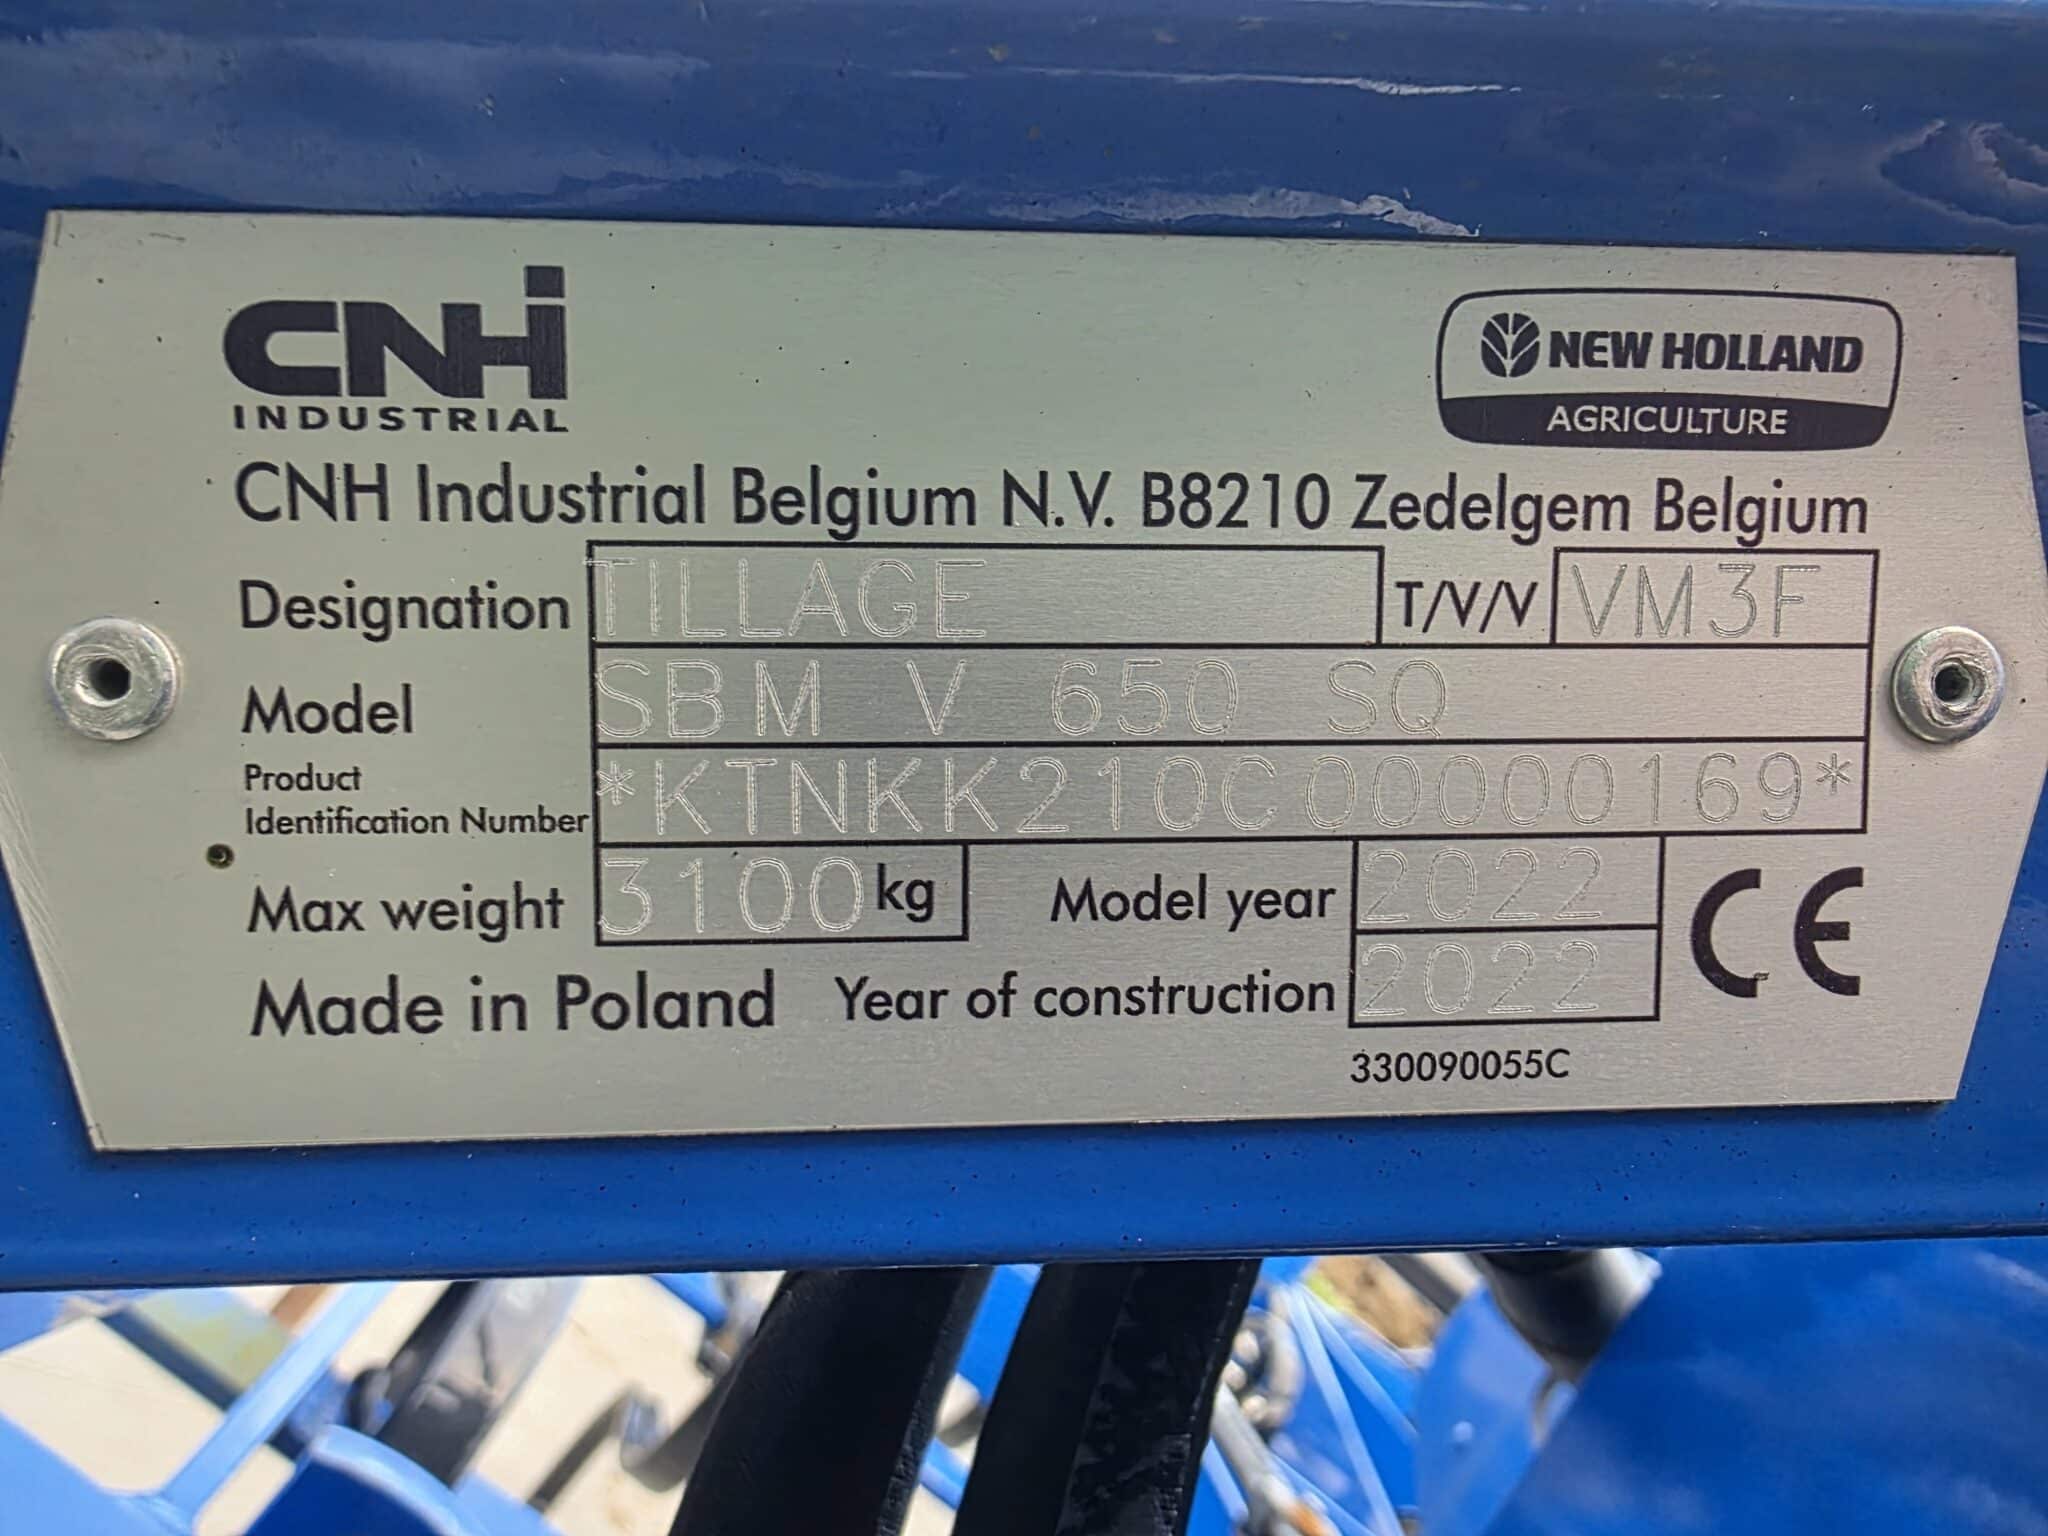 CNH
INDUSTRIAL
NEW HOLLAND
AGRICULTURE
CNH Industrial Belgium N.V. B8210 Zedelgem Belgium
Designation TILLAGE T/V/V VM3F
Model SBM V 650 SQ
Product
Identification Number *KTNKK210C00000169*
Max weight 3100 kg Model year 2022 CE
Made in Poland Year of construction 2022
330090055C